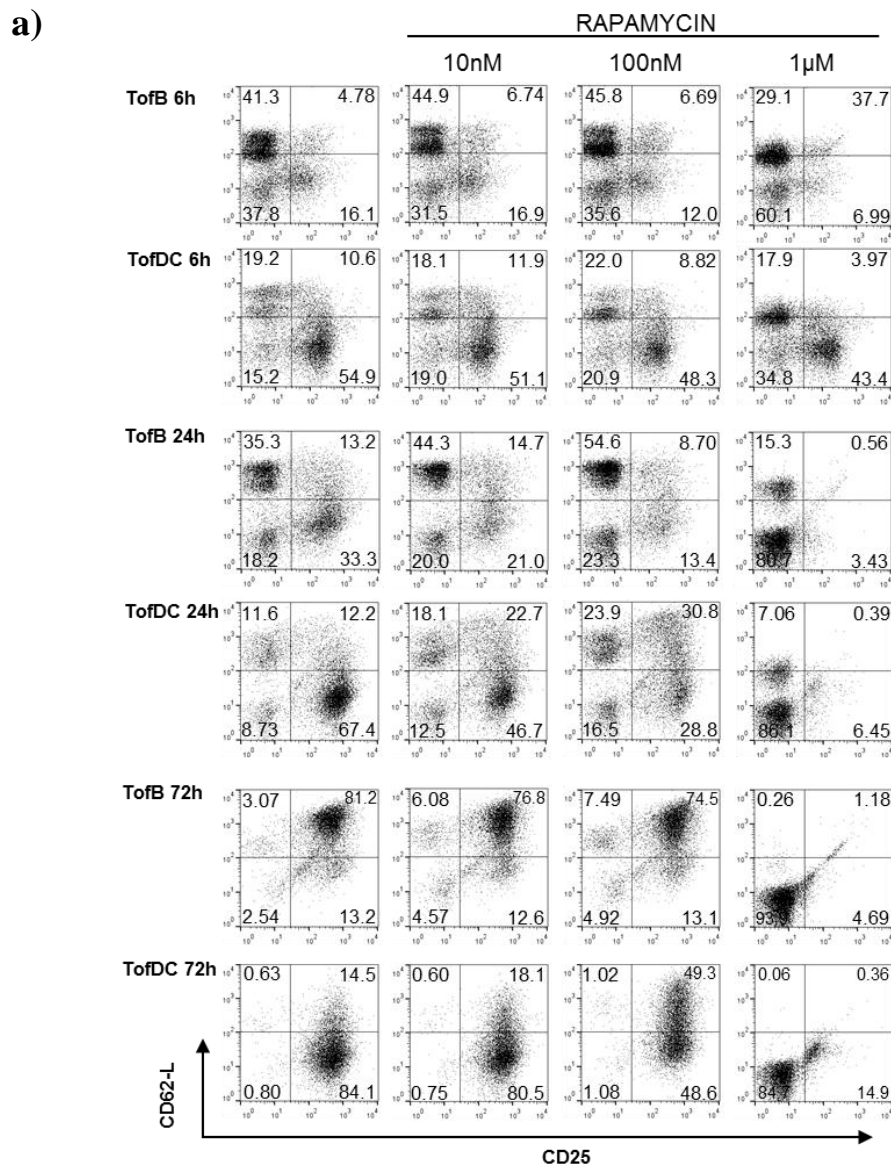 a)
RAPAMYCIN
10nM 100nM 1µM
TofB 6h
41.3 4.78 44.9 6.74 45.8 6.69 29.1 37.7
37.8 16.1 31.5 16.9 35.6 12.0 60.1 6.99
TofDC 6h
19.2 10.6 18.1 11.9 22.0 8.82 17.9 3.97
15.2 54.9 19.0 51.1 20.9 48.3 34.8 43.4
TofB 24h
35.3 13.2 44.3 14.7 54.6 8.70 15.3 0.56
18.2 33.3 20.0 21.0 23.3 13.4 80.7 3.43
TofDC 24h
11.6 12.2 18.1 22.7 23.9 30.8 7.06 0.39
8.73 67.4 12.5 46.7 16.5 28.8 86.1 6.45
TofB 72h
3.07 81.2 6.08 76.8 7.49 74.5 0.26 1.18
2.54 13.2 4.57 12.6 4.92 13.1 4.69
TofDC 72h
0.63 14.5 0.60 18.1 1.02 49.3 0.06 0.36
0.80 84.1 0.75 80.5 1.08 48.6 84.7 14.9
CD62-L
CD25